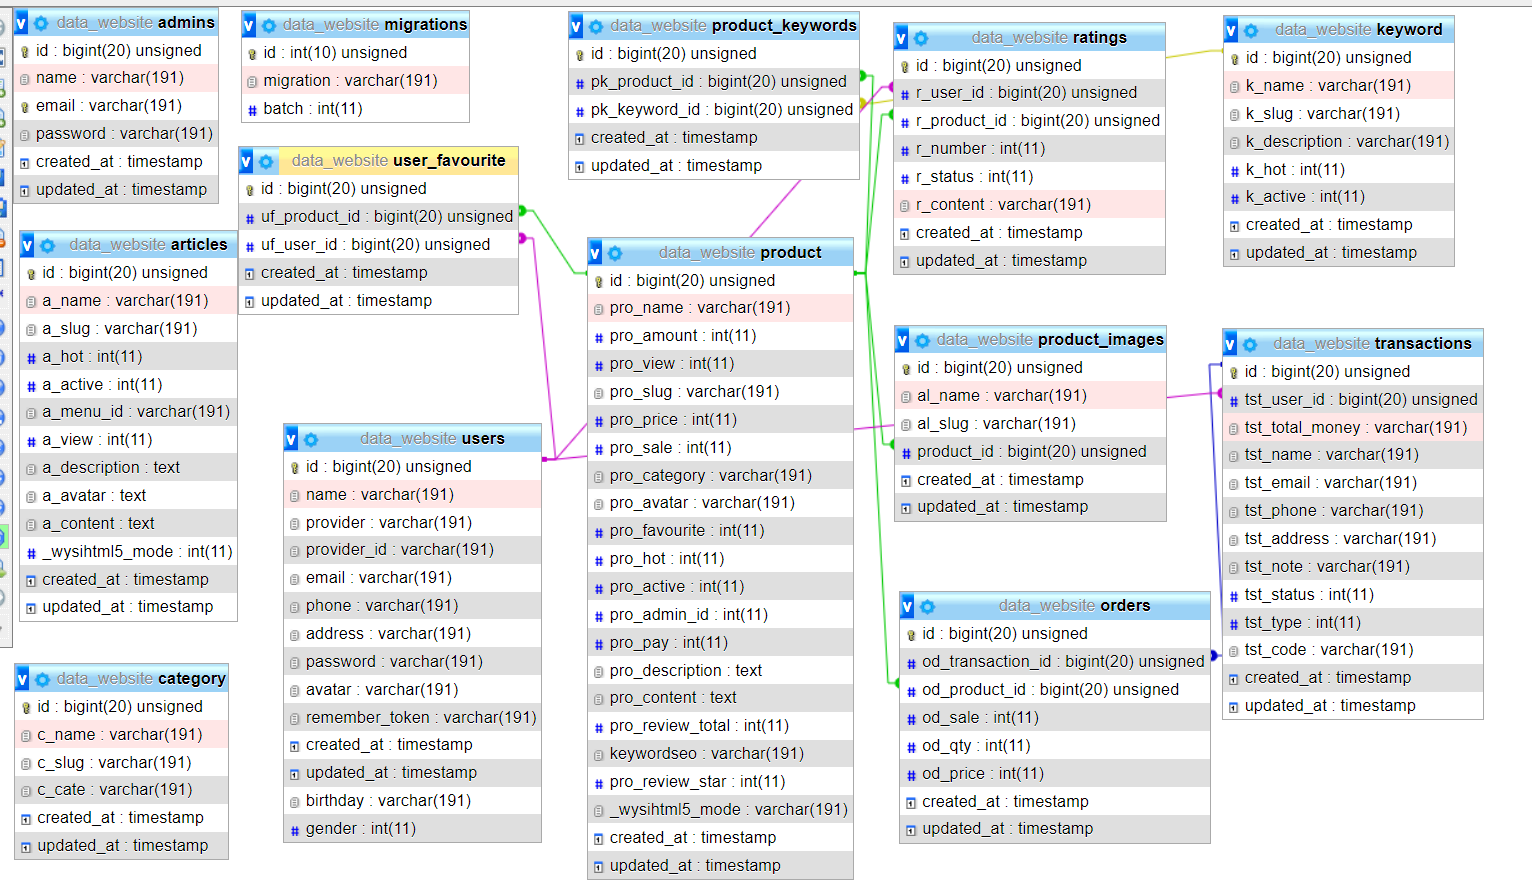 data_website admins
id : bigint(20) unsigned
name : varchar(191)
email : varchar(191)
password : varchar(191)
created_at : timestamp
updated_at : timestamp
data_website migrations
id : int(10) unsigned
migration : varchar(191)
batch : int(11)
data_website product_keywords
id : bigint(20) unsigned
pk_product_id : bigint(20) unsigned
pk_keyword_id : bigint(20) unsigned
created_at : timestamp
updated_at : timestamp
data_website ratings
id : bigint(20) unsigned
r_user_id : bigint(20) unsigned
r_product_id : bigint(20) unsigned
r_number : int(11)
r_status : int(11)
r_content : varchar(191)
created_at : timestamp
updated_at : timestamp
data_website keyword
id : bigint(20) unsigned
k_name : varchar(191)
k_slug : varchar(191)
k_description : varchar(191)
k_hot : int(11)
k_active : int(11)
created_at : timestamp
updated_at : timestamp
data_website user_favourite
id : bigint(20) unsigned
uf_product_id : bigint(20) unsigned
uf_user_id : bigint(20) unsigned
created_at : timestamp
updated_at : timestamp
data_website articles
id : bigint(20) unsigned
a_name : varchar(191)
a_slug : varchar(191)
a_hot : int(11)
a_active : int(11)
a_menu_id : varchar(191)
a_view : int(11)
a_description : text
a_avatar : text
a_content : text
_wysihtml5_mode : int(11)
created_at : timestamp
updated_at : timestamp
data_website product
id : bigint(20) unsigned
pro_name : varchar(191)
pro_amount : int(11)
pro_view : int(11)
pro_slug : varchar(191)
pro_price : int(11)
pro_sale : int(11)
pro_category : varchar(191)
pro_avatar : varchar(191)
pro_favourite : int(11)
pro_hot : int(11)
pro_active : int(11)
pro_admin_id : int(11)
pro_pay : int(11)
pro_description : text
pro_content : text
pro_review_total : int(11)
keywordseo : varchar(191)
pro_review_star : int(11)
_wysihtml5_mode : varchar(191)
created_at : timestamp
updated_at : timestamp
data_website product_images
id : bigint(20) unsigned
al_name : varchar(191)
al_slug : varchar(191)
product_id : bigint(20) unsigned
created_at : timestamp
updated_at : timestamp
data_website transactions
id : bigint(20) unsigned
tst_user_id : bigint(20) unsigned
tst_total_money : varchar(191)
tst_name : varchar(191)
tst_email : varchar(191)
tst_phone : varchar(191)
tst_address : varchar(191)
tst_note : varchar(191)
tst_status : int(11)
tst_type : int(11)
tst_code : varchar(191)
created_at : timestamp
updated_at : timestamp
data_website users
id : bigint(20) unsigned
name : varchar(191)
provider : varchar(191)
provider_id : varchar(191)
email : varchar(191)
phone : varchar(191)
address : varchar(191)
password : varchar(191)
avatar : varchar(191)
remember_token : varchar(191)
created_at : timestamp
updated_at : timestamp
birthday : varchar(191)
gender : int(11)
data_website orders
id : bigint(20) unsigned
od_transaction_id : bigint(20) unsigned
od_product_id : bigint(20) unsigned
od_sale : int(11)
od_qty : int(11)
od_price : int(11)
created_at : timestamp
updated_at : timestamp
data_website category
id : bigint(20) unsigned
c_name : varchar(191)
c_slug : varchar(191)
c_cate : varchar(191)
created_at : timestamp
updated_at : timestamp